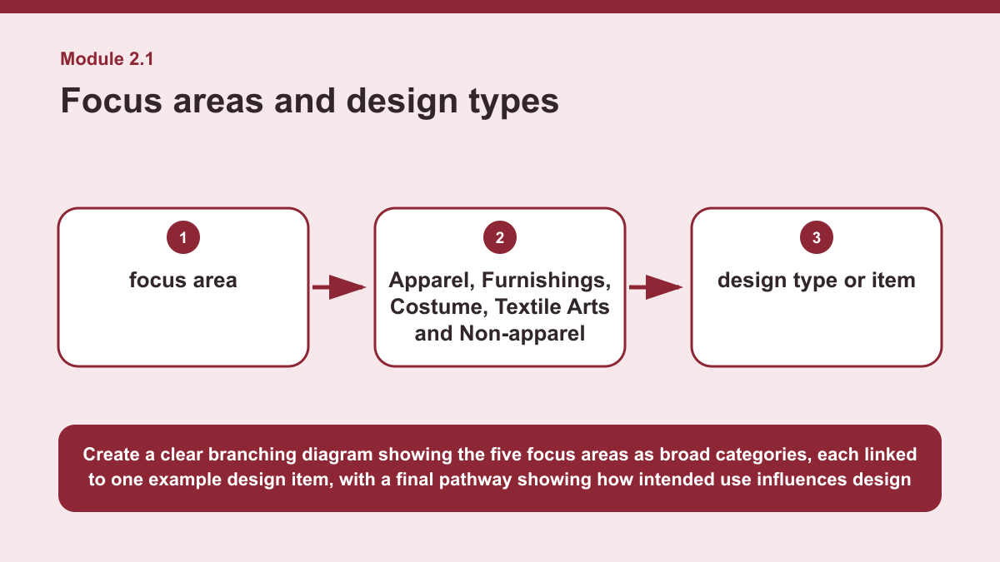 Module 2.1
Focus areas and design types
1
focus area
2
Apparel, Furnishings,
Costume, Textile Arts
and Non-apparel
3
design type or item
Create a clear branching diagram showing the five focus areas as broad categories, each linked
to one example design item, with a final pathway showing how intended use influences design